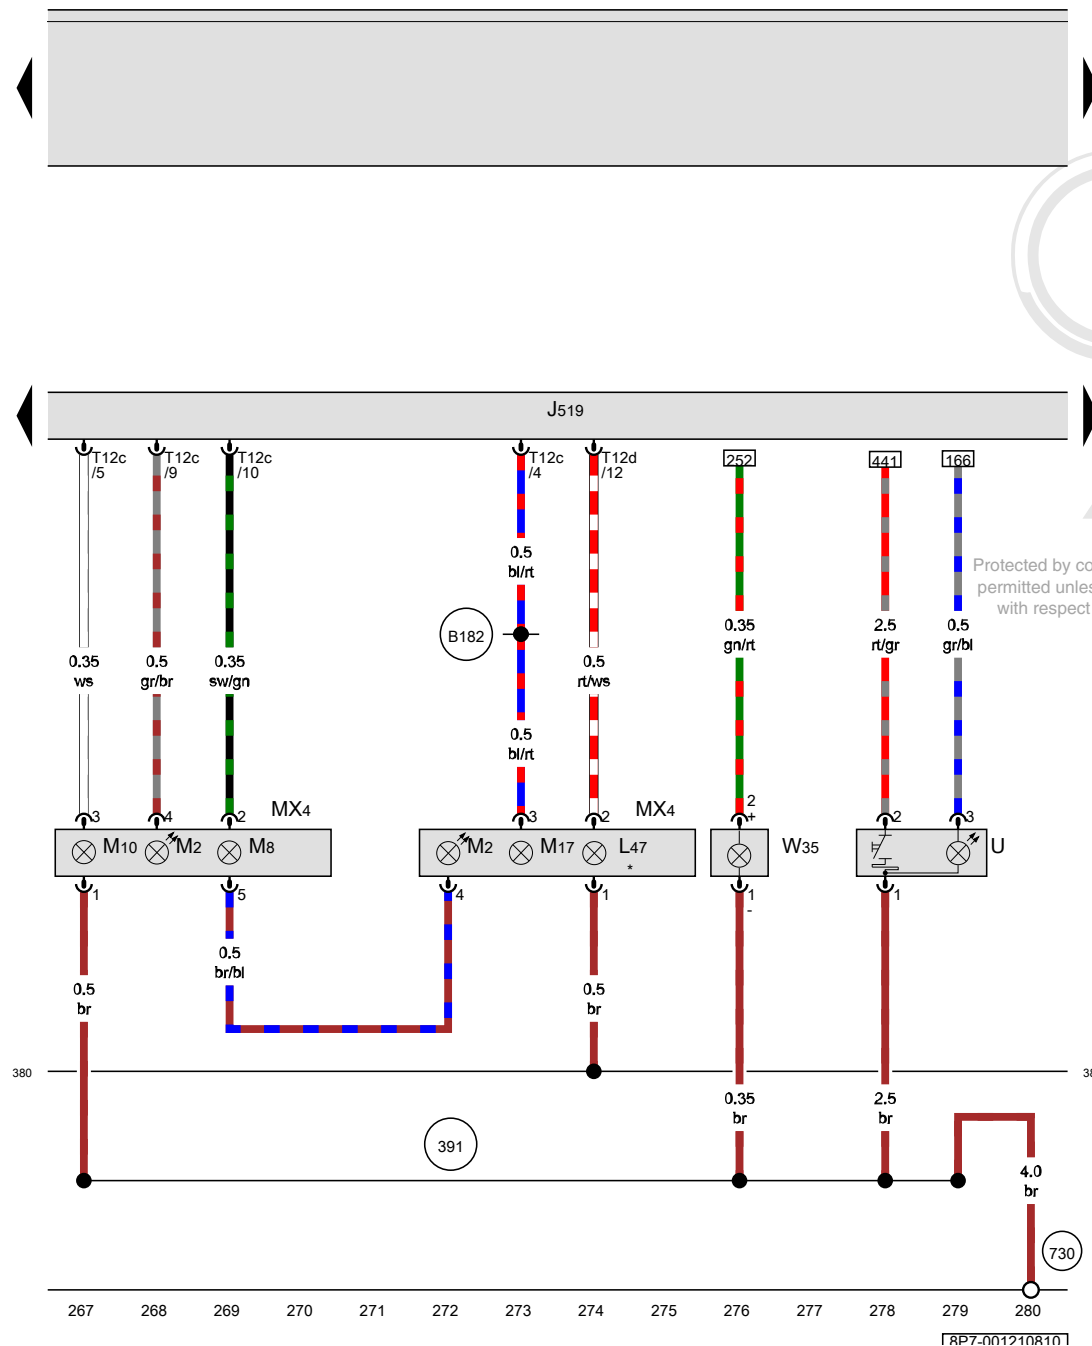 J519
T12c
/5
T12c
/9
T12c
/10
T12c
/4
T12d
/12
252
441
166
0.5
bl/rt
B182
Protected by co
permitted unles
with respect
0.35
ws
0.5
gr/br
0.35
sw/gn
0.5
rt/ws
0.35
gn/rt
2.5
rt/gr
0.5
gr/bl
0.5
bl/rt
3
4
2
MX4
3
2
MX4
2
+
2
3
M10
M2
M8
M2
M17
L47
*
W35
U
1
5
4
1
1
-
1
0.5
br/bl
0.5
br
0.5
br
380
38
0.35
br
2.5
br
391
4.0
br
730
267 268 269 270 271 272 273 274 275 276 277 278 279 280
8P7-001210810